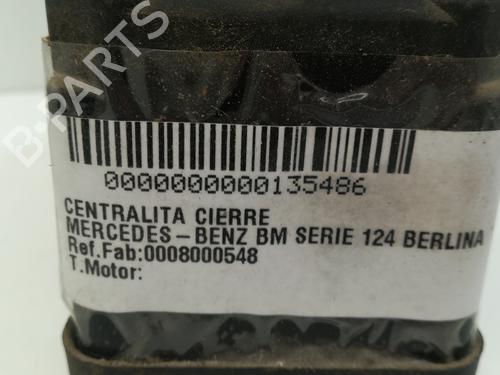 B-PARTS
0000000000135486
CENTRALITA CIERRE
MERCEDES-BENZ BM SERIE 124 BERLINA
Ref.Fab:0008000548
T.Motor: